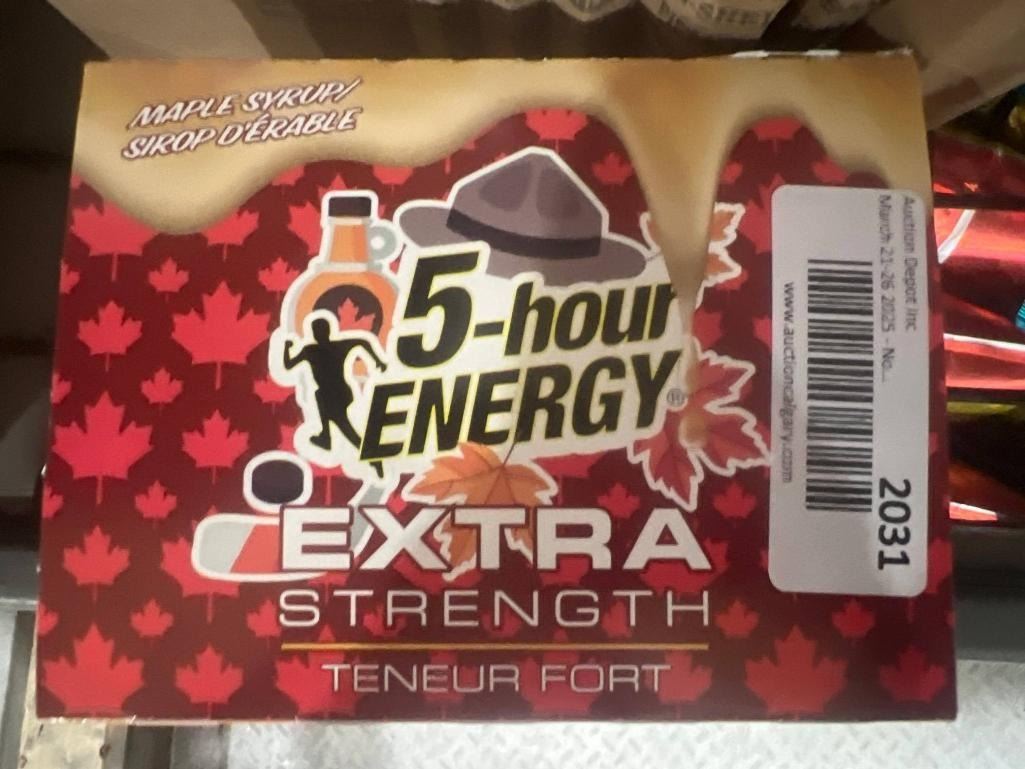 MAPLE SYRUP/
SIROP D'ÉRABLE
5-hour
ENERGY®
EXTRA
STRENGTH
TENEUR FORT
Auction Depot Inc
March 21-26 2025 - No...
www.auctioncalgary.com
2031